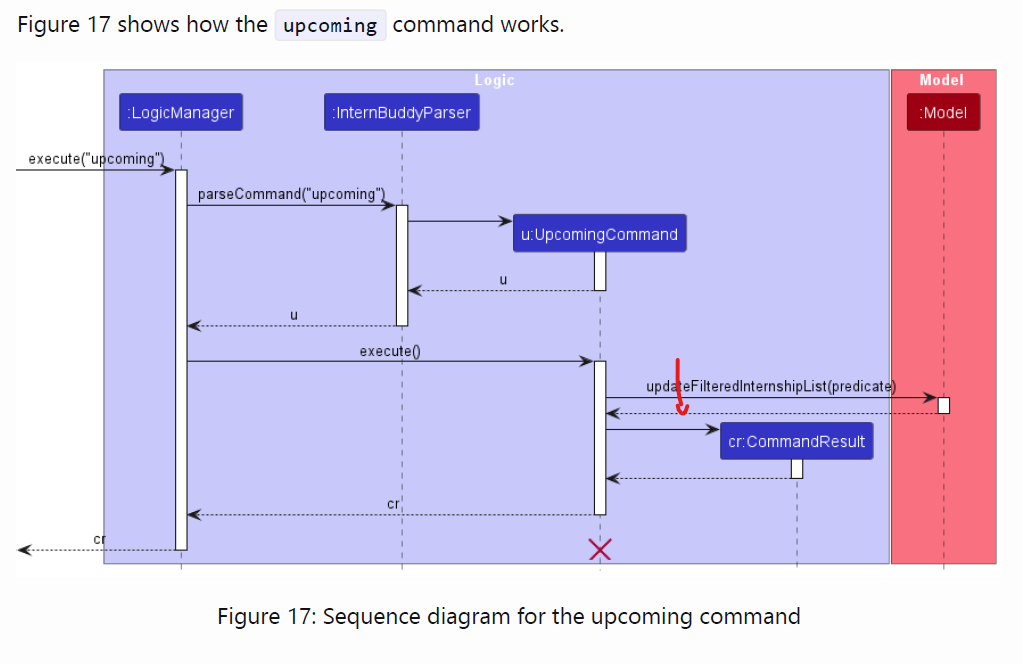 Figure 17 shows how the upcoming command works.
Logic
Model
:LogicManager
:InternBuddyParser
:Model
execute("upcoming")
parseCommand("upcoming")
u:UpcomingCommand
u
u
execute()
updateFilteredInternshipList(predicate)
cr:CommandResult
cr
cr
Figure 17: Sequence diagram for the upcoming command